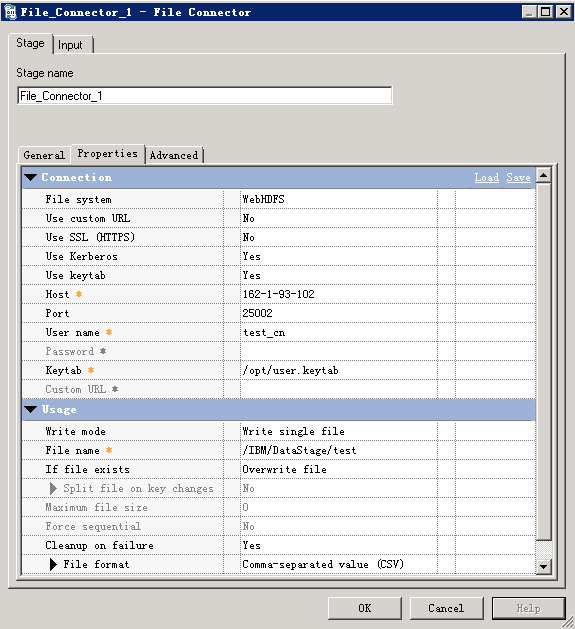 File_Connector_1 - File Connector
Stage Input
Stage name
File_Connector_1
General Properties Advanced
Connection Load Save
File system WebHDFS
Use custom URL No
Use SSL (HTTPS) No
Use Kerberos Yes
Use keytab Yes
Host * 162-1-93-102
Port 25002
User name * test_cn
Password *
Keytab * /opt/user.keytab
Custom URL *
Usage
Write mode Write single file
File name * /IBM/DataStage/test
If file exists Overwrite file
Split file on key changes No
Maximum file size 0
Force sequential No
Cleanup on failure Yes
File format Comma-separated value (CSV)
OK Cancel Help